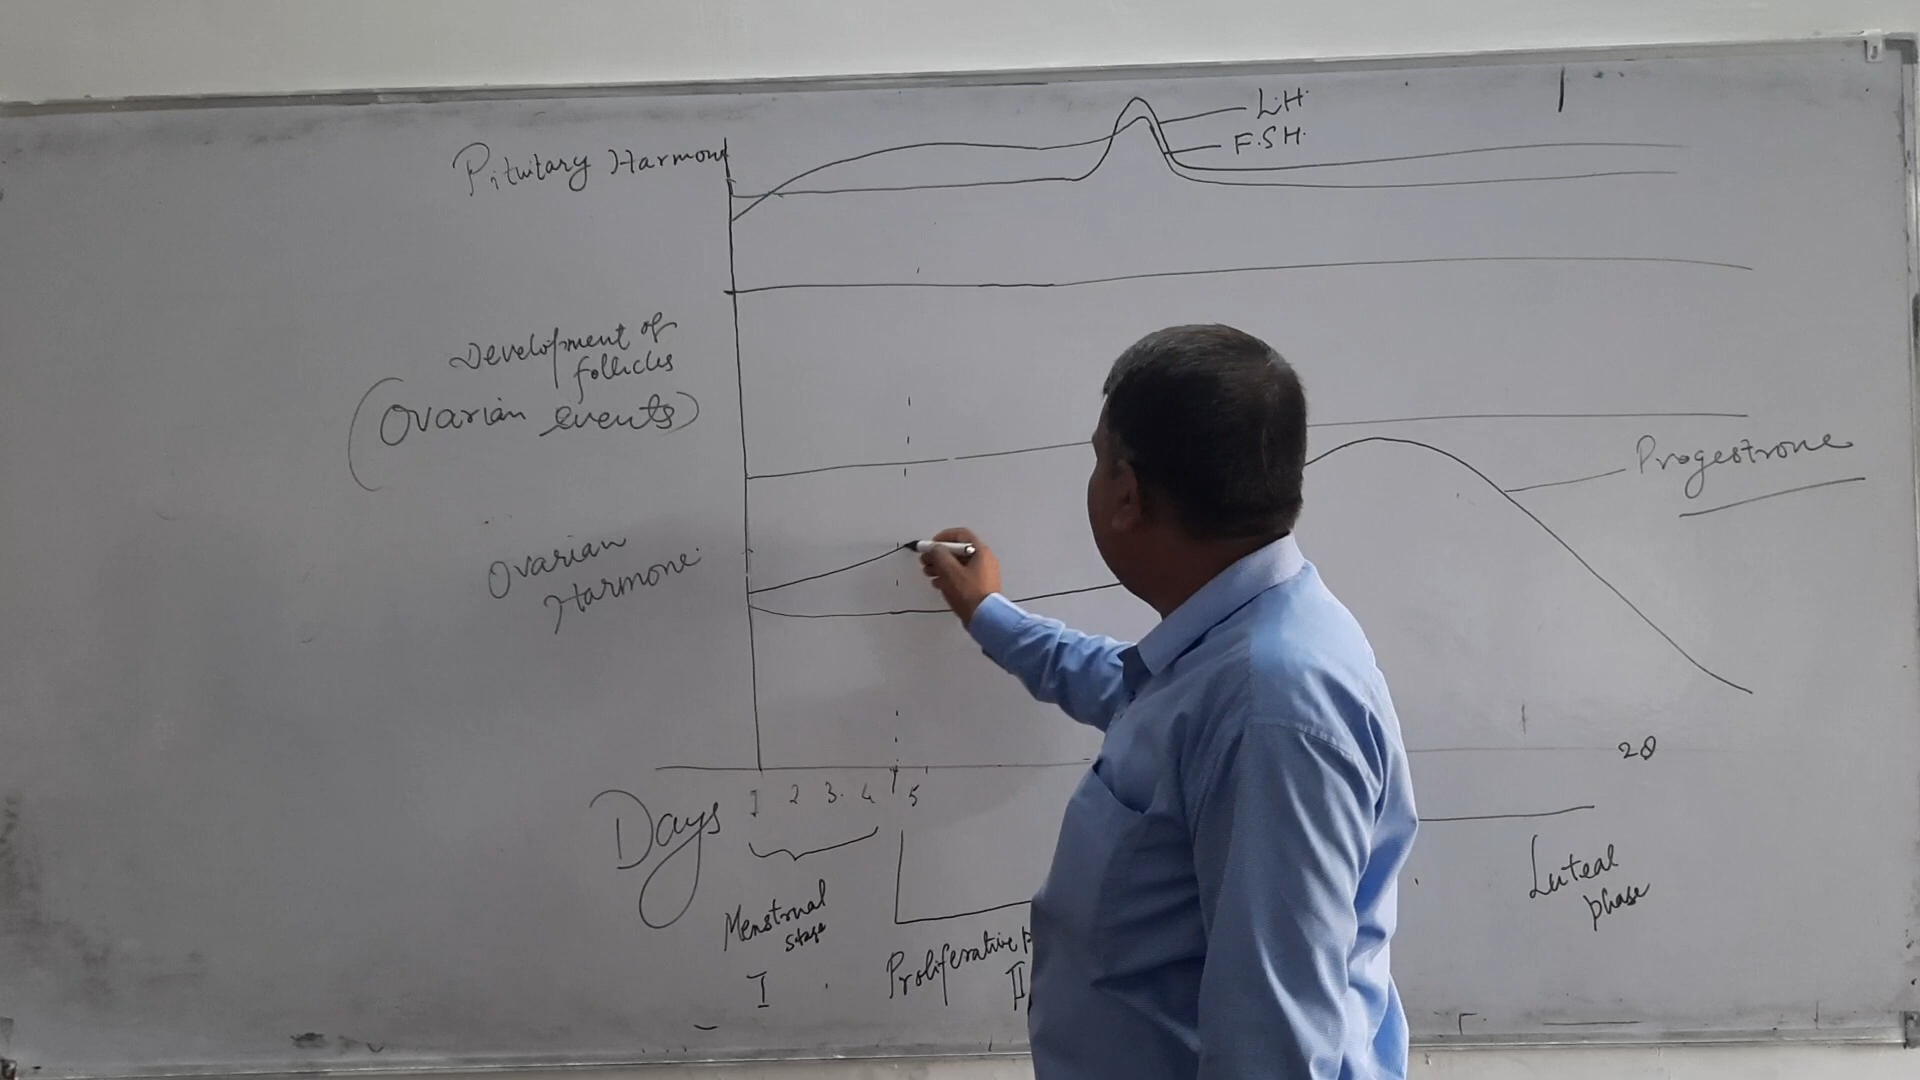 L.H.
F.S.H.
Pituitary Harmone
Development of
follicles
(Ovarian events)
Progestrone
Ovarian
Harmone
28
Days 1 2 3. 4 5
Menstrual
stage
I
Proliferative p
II
Luteal
phase